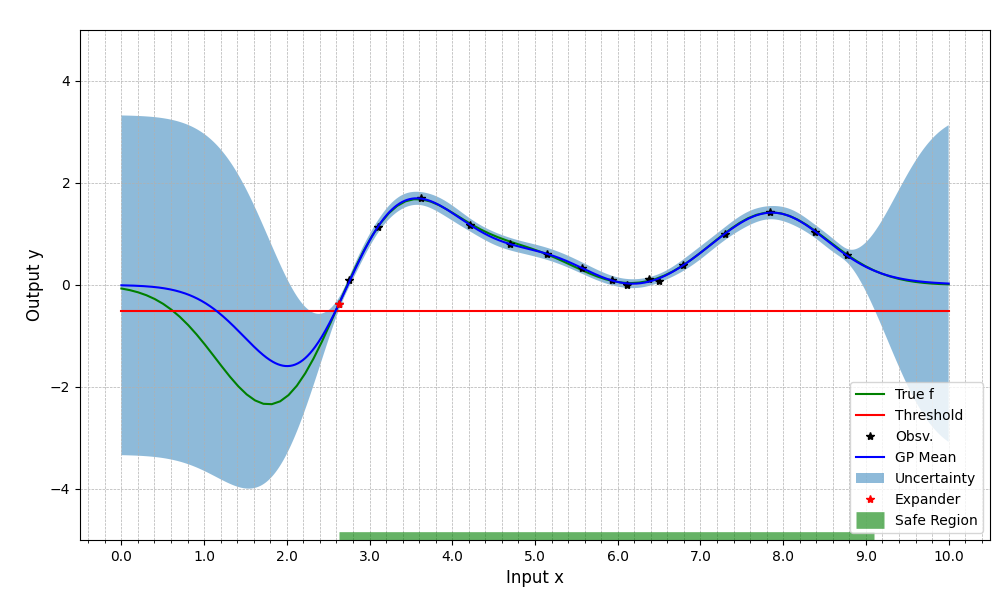 4
2
0
−2
−4
Output y
0.0 1.0 2.0 3.0 4.0 5.0 6.0 7.0 8.0 9.0 10.0
Input x
True f
Threshold
Obsv.
GP Mean
Uncertainty
Expander
Safe Region